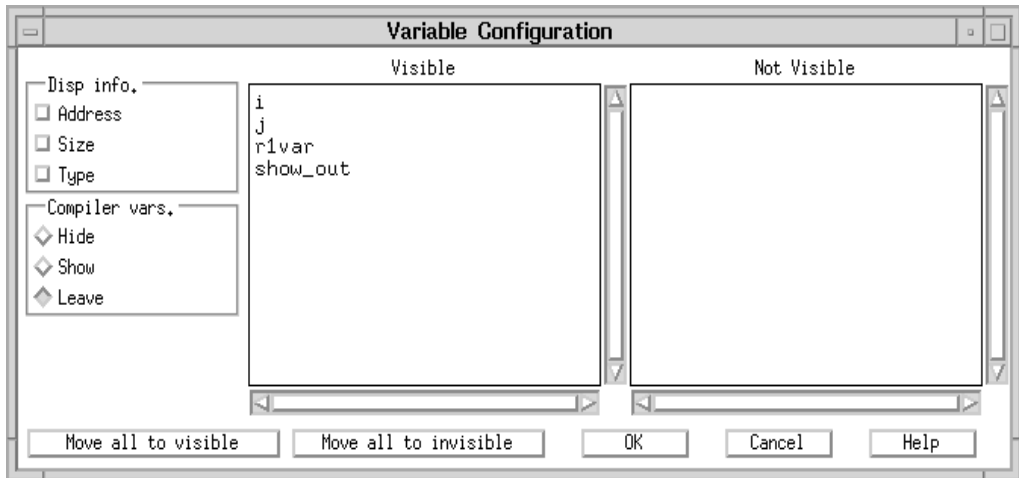 Variable Configuration
Visible
Not Visible
Disp info.
Address
Size
Type
Compiler vars.
Hide
Show
Leave
i
j
r1var
show_out
Move all to visible
Move all to invisible
OK
Cancel
Help